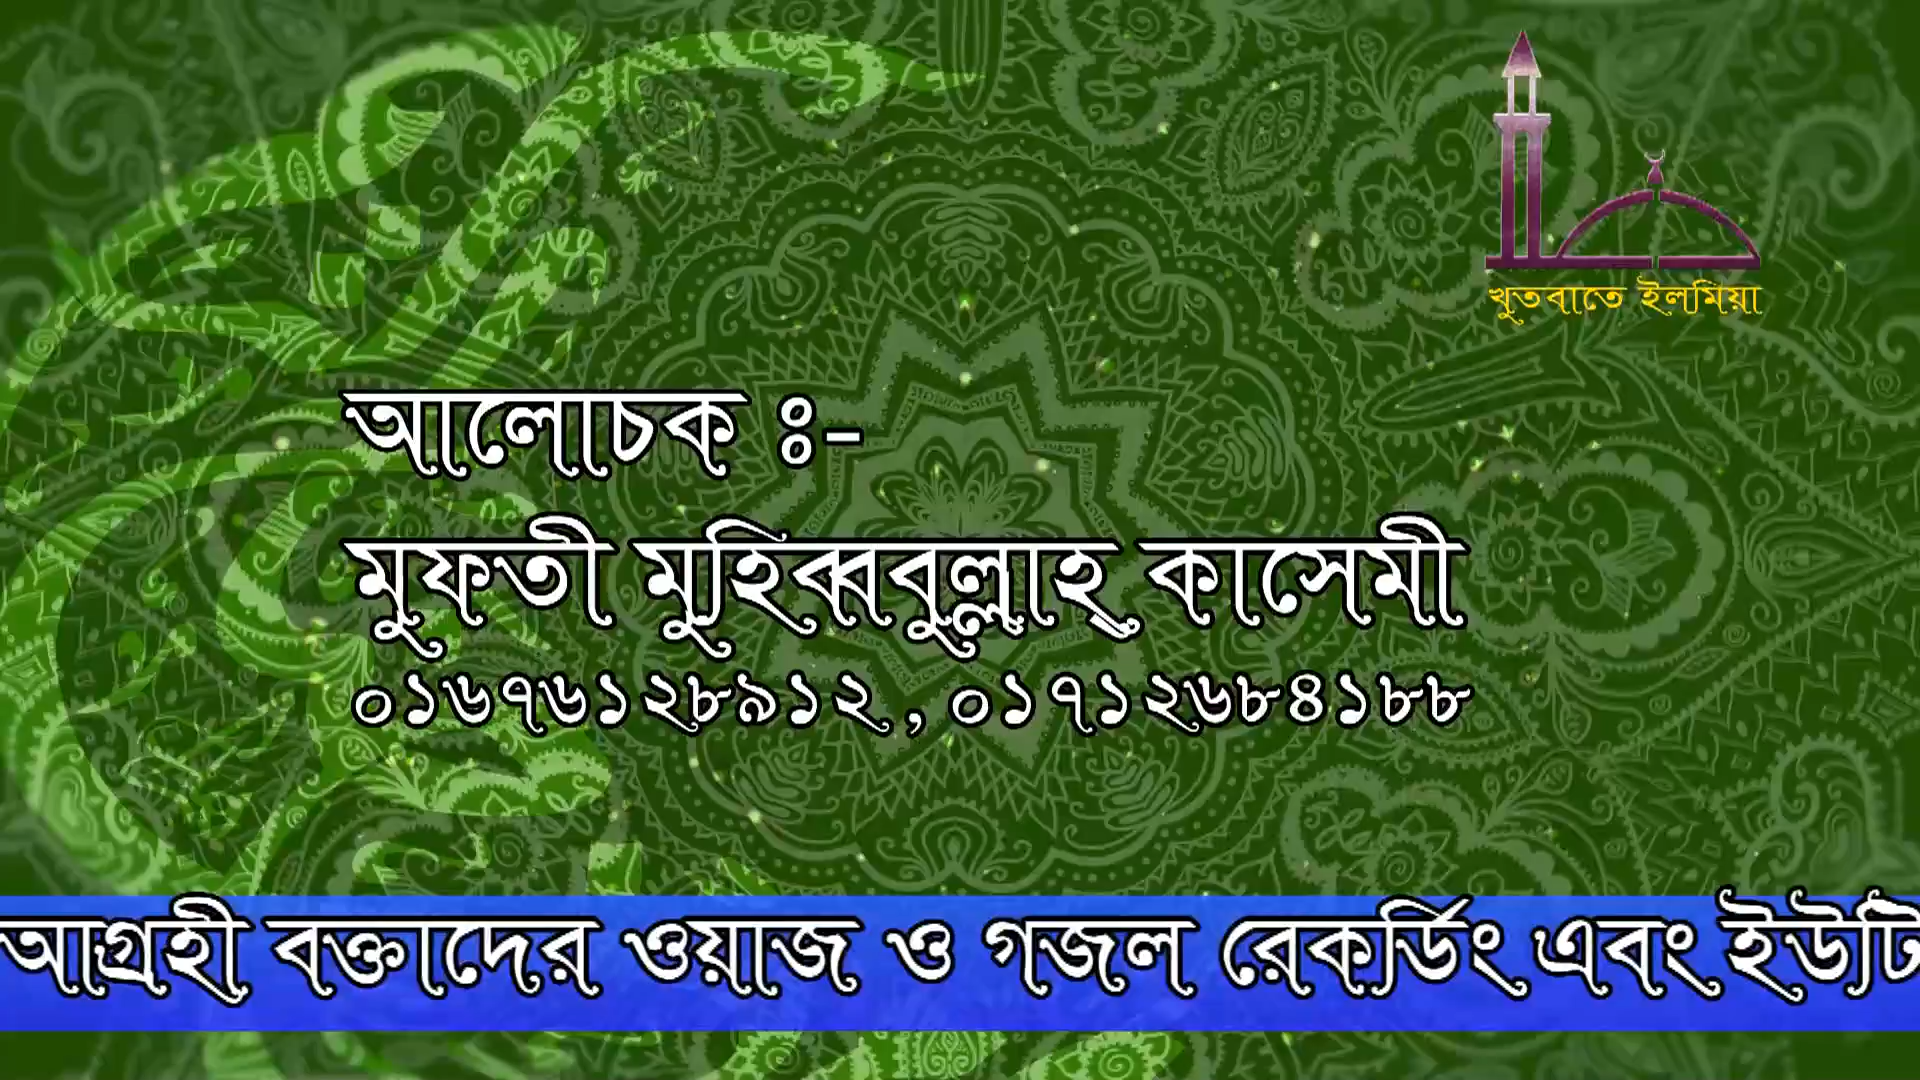 খুতবাতে ইলমিয়া
আলোচক ঃ-
মুফতী মুহিব্বুবুল্লাহ্ কাসেমী
০১৬৭৬১২৮৯১২, ০১৭১২৬৮৪১৮৮
আগ্রহী বক্তাদের ওয়াজ ও গজল রেকর্ডিং এবং ইউটি